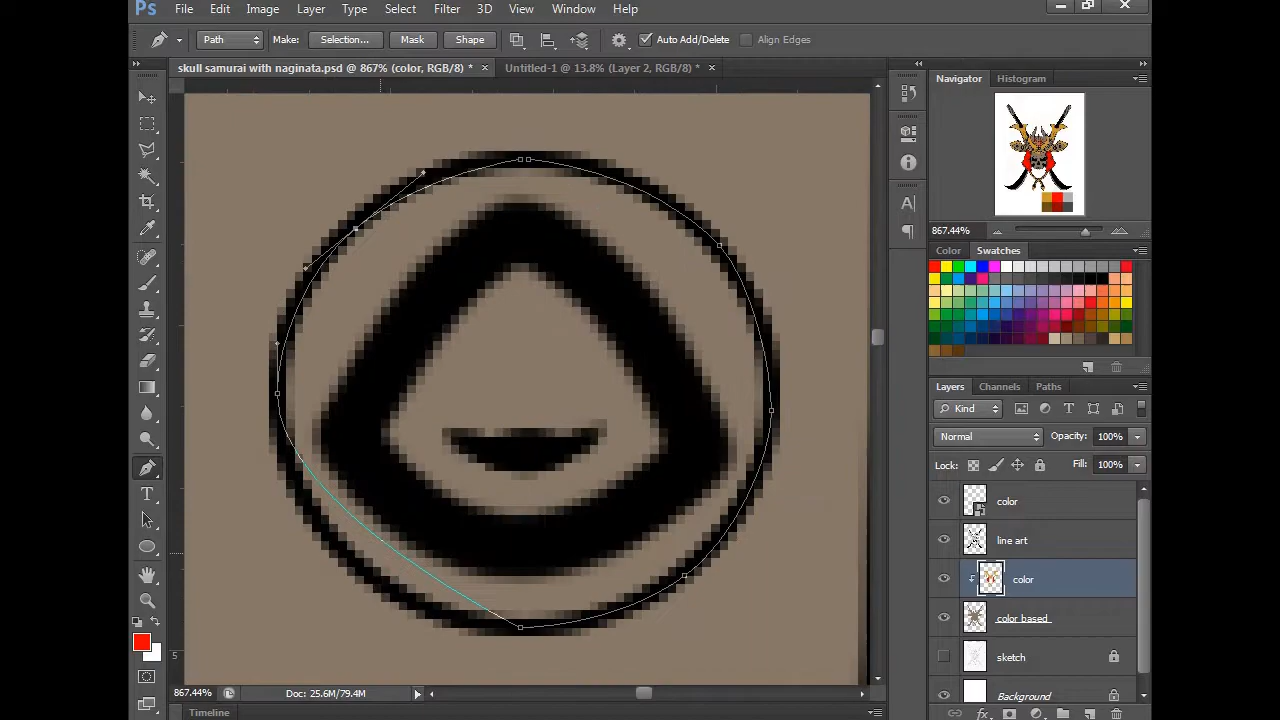 Ps File Edit Image Layer Type Select Filter 3D View Window Help
Path Make: Selection... Mask Shape Auto Add/Delete Align Edges
skull samurai with naginata.psd @ 867% (color, RGB/8) * × Untitled-1 @ 13.8% (Layer 2, RGB/8) * ×
Navigator Histogram
867.44%
Color Swatches
Layers Channels Paths
Kind
Normal Opacity: 100%
Lock: Fill: 100%
color
line art
color
color based
sketch
Background
5
867.44% Doc: 25.6M/79.4M
Timeline